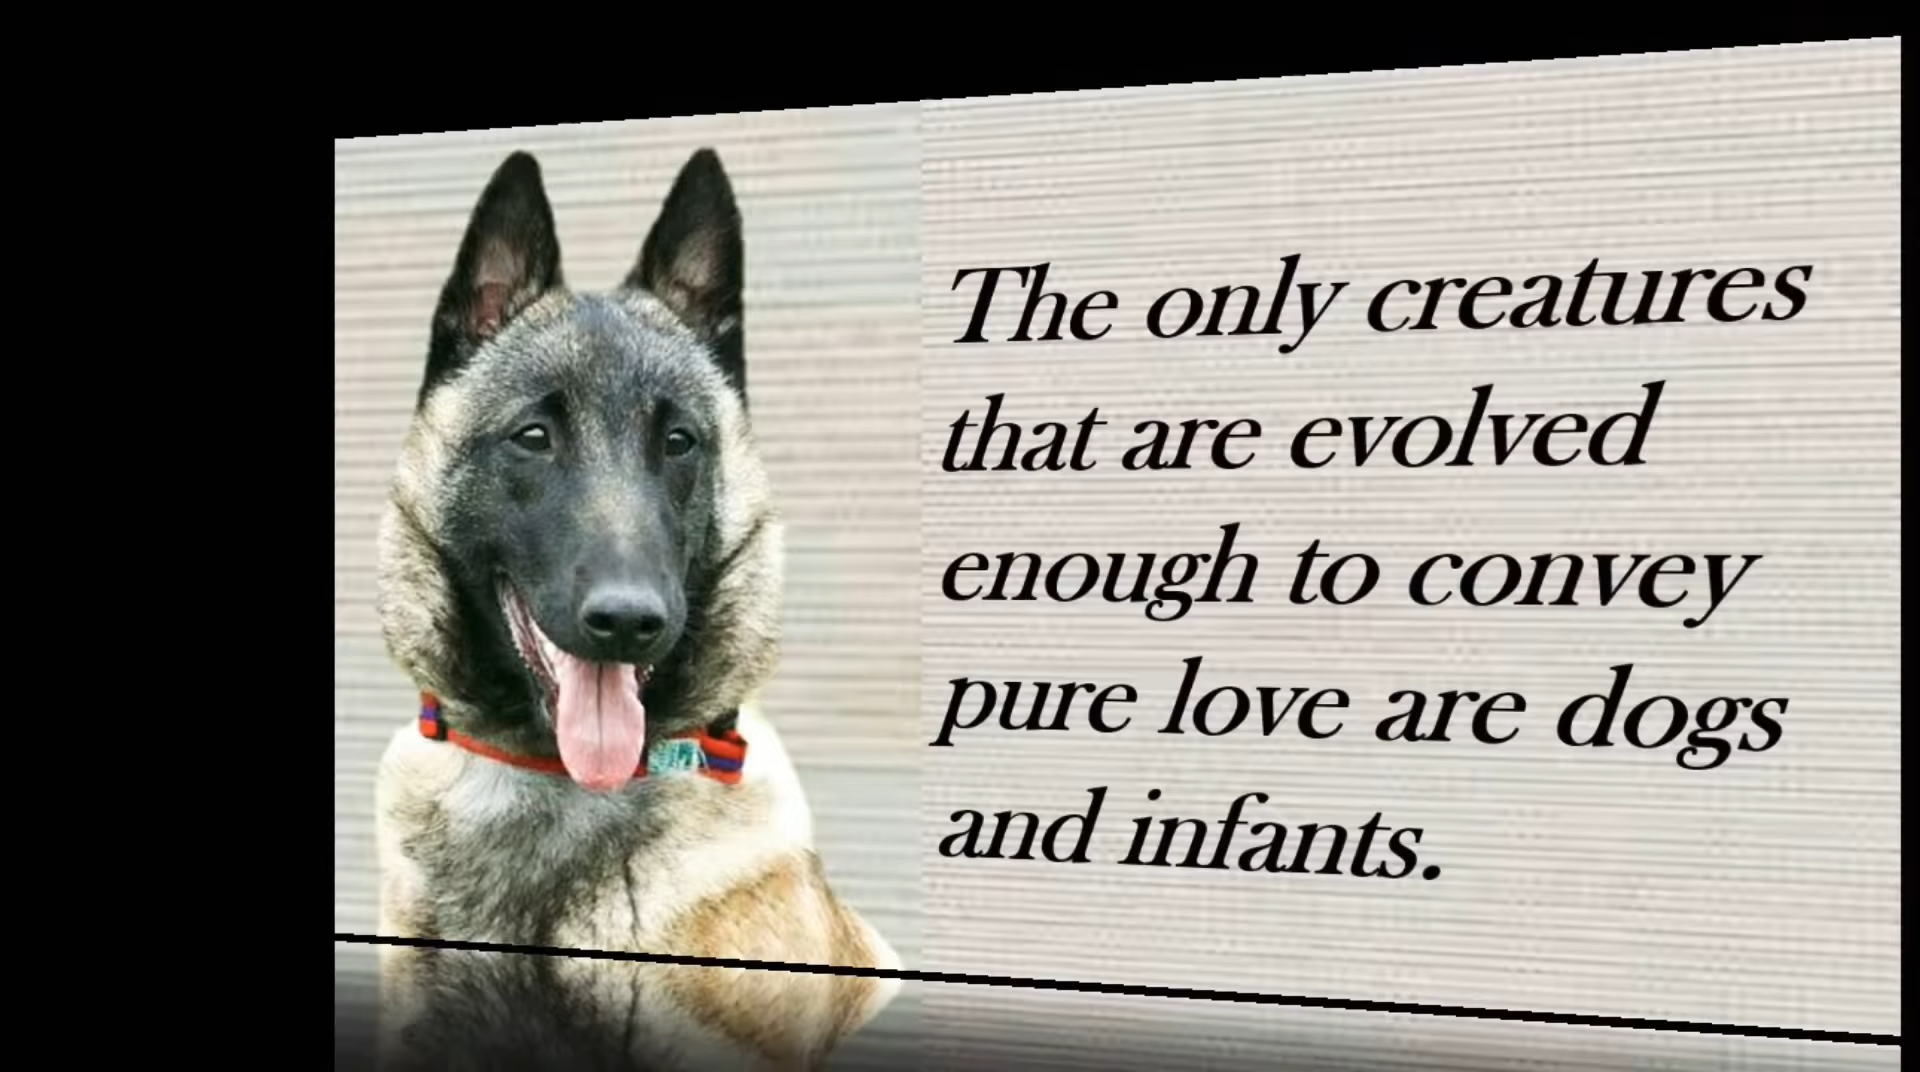 The only creatures
that are evolved
enough to convey
pure love are dogs
and infants.